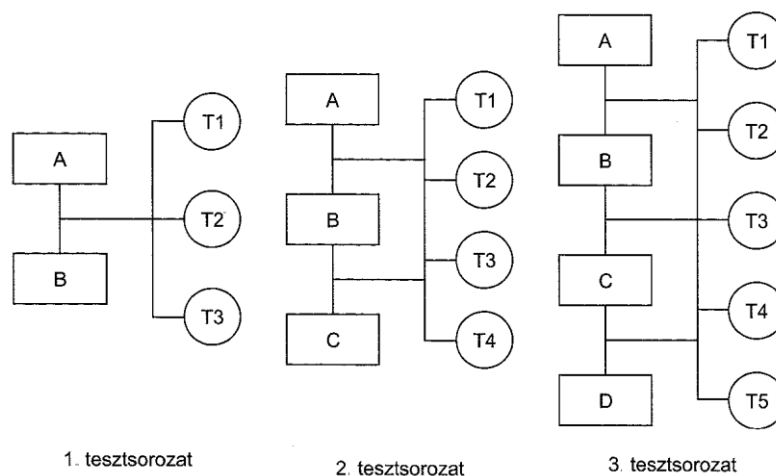 A
B
T1
T2
T3
1. tesztsorozat
A
B
C
T1
T2
T3
T4
2. tesztsorozat
A
B
C
D
T1
T2
T3
T4
T5
3. tesztsorozat